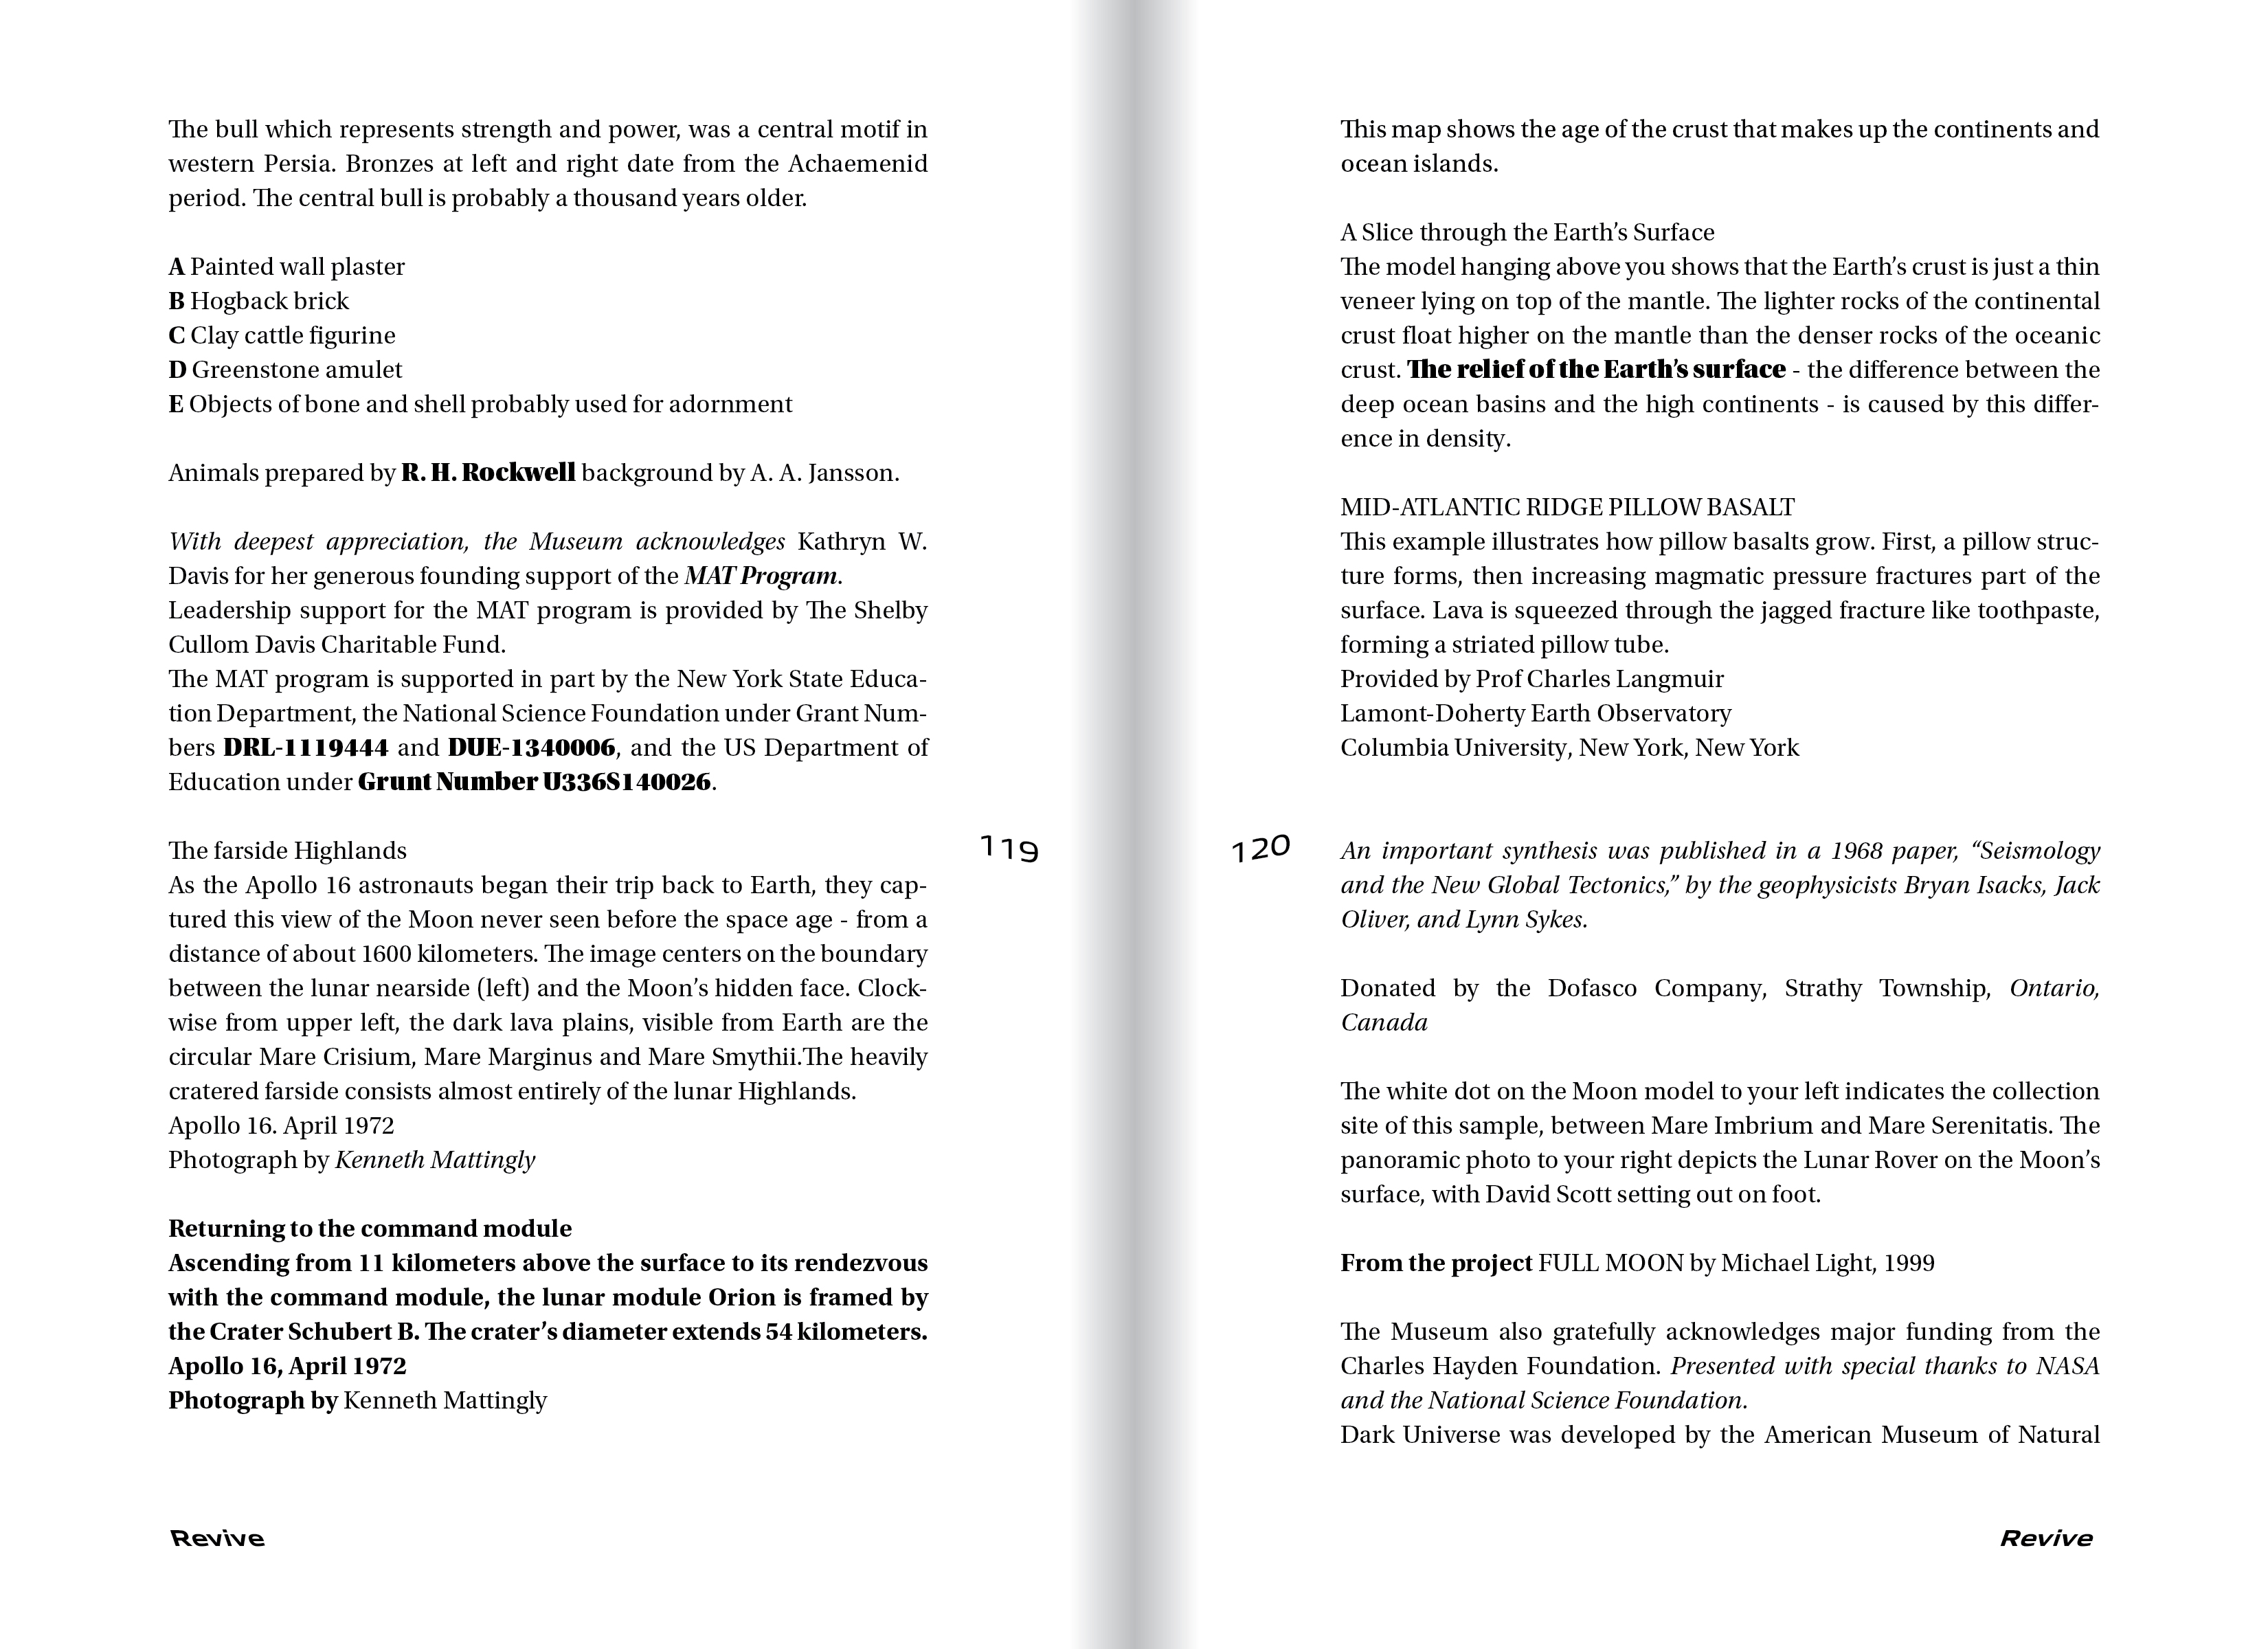 The bull which represents strength and power, was a central motif in
western Persia. Bronzes at left and right date from the Achaemenid
period. The central bull is probably a thousand years older.
A Painted wall plaster
B Hogback brick
C Clay cattle figurine
D Greenstone amulet
E Objects of bone and shell probably used for adornment
Animals prepared by R. H. Rockwell background by A. A. Jansson.
With deepest appreciation, the Museum acknowledges Kathryn W.
Davis for her generous founding support of the MAT Program.
Leadership support for the MAT program is provided by The Shelby
Cullom Davis Charitable Fund.
The MAT program is supported in part by the New York State Educa-
tion Department, the National Science Foundation under Grant Num-
bers DRL-1119444 and DUE-1340006, and the US Department of
Education under Grunt Number U336S140026.
The farside Highlands
As the Apollo 16 astronauts began their trip back to Earth, they cap-
tured this view of the Moon never seen before the space age - from a
distance of about 1600 kilometers. The image centers on the boundary
between the lunar nearside (left) and the Moon’s hidden face. Clock-
wise from upper left, the dark lava plains, visible from Earth are the
circular Mare Crisium, Mare Marginus and Mare Smythii.The heavily
cratered farside consists almost entirely of the lunar Highlands.
Apollo 16. April 1972
Photograph by Kenneth Mattingly
Returning to the command module
Ascending from 11 kilometers above the surface to its rendezvous
with the command module, the lunar module Orion is framed by
the Crater Schubert B. The crater’s diameter extends 54 kilometers.
Apollo 16, April 1972
Photograph by Kenneth Mattingly
119
Revive
This map shows the age of the crust that makes up the continents and
ocean islands.
A Slice through the Earth’s Surface
The model hanging above you shows that the Earth’s crust is just a thin
veneer lying on top of the mantle. The lighter rocks of the continental
crust float higher on the mantle than the denser rocks of the oceanic
crust. The relief of the Earth’s surface - the difference between the
deep ocean basins and the high continents - is caused by this differ-
ence in density.
MID-ATLANTIC RIDGE PILLOW BASALT
This example illustrates how pillow basalts grow. First, a pillow struc-
ture forms, then increasing magmatic pressure fractures part of the
surface. Lava is squeezed through the jagged fracture like toothpaste,
forming a striated pillow tube.
Provided by Prof Charles Langmuir
Lamont-Doherty Earth Observatory
Columbia University, New York, New York
120
An important synthesis was published in a 1968 paper, “Seismology
and the New Global Tectonics,” by the geophysicists Bryan Isacks, Jack
Oliver, and Lynn Sykes.
Donated by the Dofasco Company, Strathy Township, Ontario,
Canada
The white dot on the Moon model to your left indicates the collection
site of this sample, between Mare Imbrium and Mare Serenitatis. The
panoramic photo to your right depicts the Lunar Rover on the Moon’s
surface, with David Scott setting out on foot.
From the project FULL MOON by Michael Light, 1999
The Museum also gratefully acknowledges major funding from the
Charles Hayden Foundation. Presented with special thanks to NASA
and the National Science Foundation.
Dark Universe was developed by the American Museum of Natural
Revive